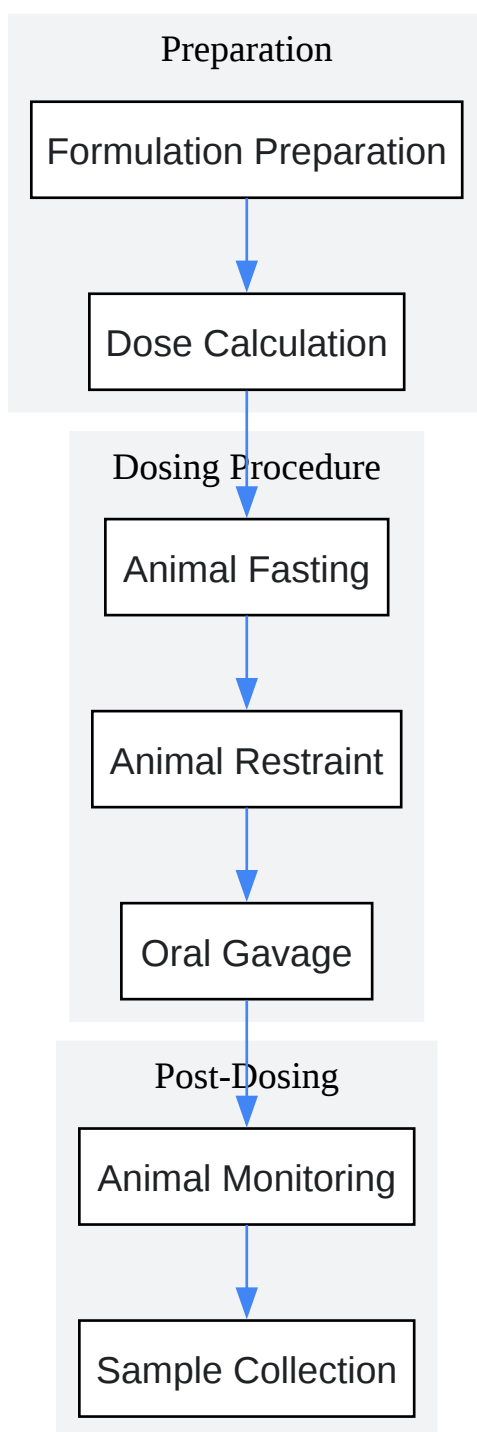 Preparation
Formulation Preparation
Dose Calculation
Dosing Procedure
Animal Fasting
Animal Restraint
Oral Gavage
Post-Dosing
Animal Monitoring
Sample Collection